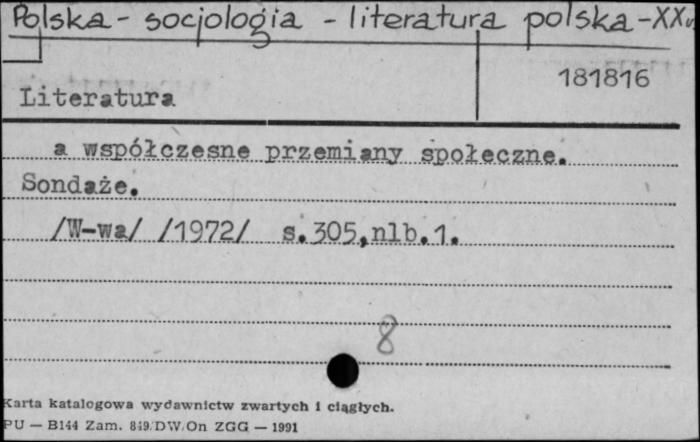 Polska - socjologia - literatura polska - XX w.
181816
Literatura
a współczesne przemiany społeczne.
Sondaże.
/W-wa/ /1972/ s.305,nlb.1.
8
Karta katalogowa wydawnictw zwartych i ciągłych.
PU — B144 Zam. 849/DW/On ZGG — 1991